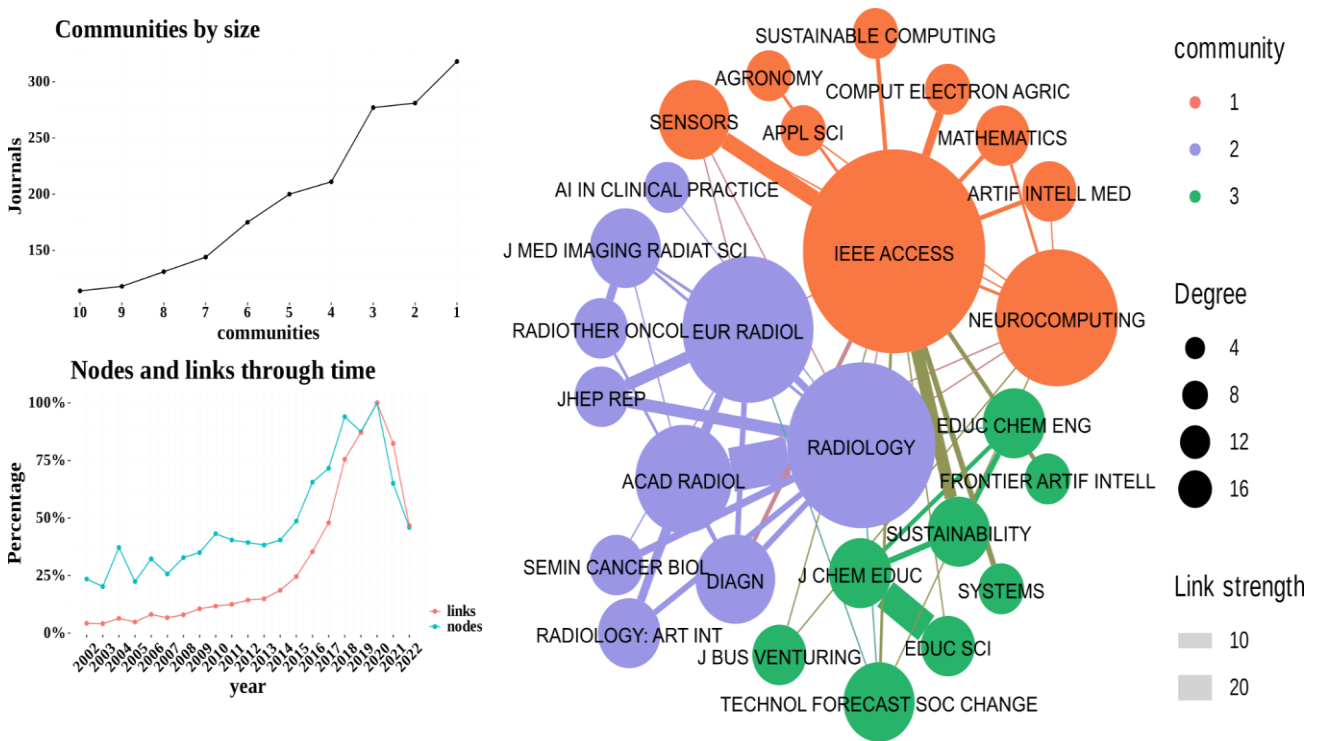 Communities by size
Journals
300
250
200
150
10 9 8 7 6 5 4 3 2 1
communities
Nodes and links through time
Percentage
100%
75%
50%
25%
0%
2002 2003 2004 2005 2006 2007 2008 2009 2010 2011 2012 2013 2014 2015 2016 2017 2018 2019 2020 2021 2022
year
links
nodes
SUSTAINABLE COMPUTING
AGRONOMY
COMPUT ELECTRON AGRIC
SENSORS
APPL SCI
MATHEMATICS
AI IN CLINICAL PRACTICE
ARTIF INTELL MED
J MED IMAGING RADIAT SCI
IEEE ACCESS
RADIOTHER ONCOL
EUR RADIOL
NEUROCOMPUTING
JHEP REP
RADIOLOGY
EDUC CHEM ENG
ACAD RADIOL
FRONTIER ARTIF INTELL
SUSTAINABILITY
SEMIN CANCER BIOL
DIAGN
J CHEM EDUC
SYSTEMS
RADIOLOGY: ART INT
J BUS VENTURING
EDUC SCI
TECHNOL FORECAST SOC CHANGE
community
1
2
3
Degree
4
8
12
16
Link strength
10
20